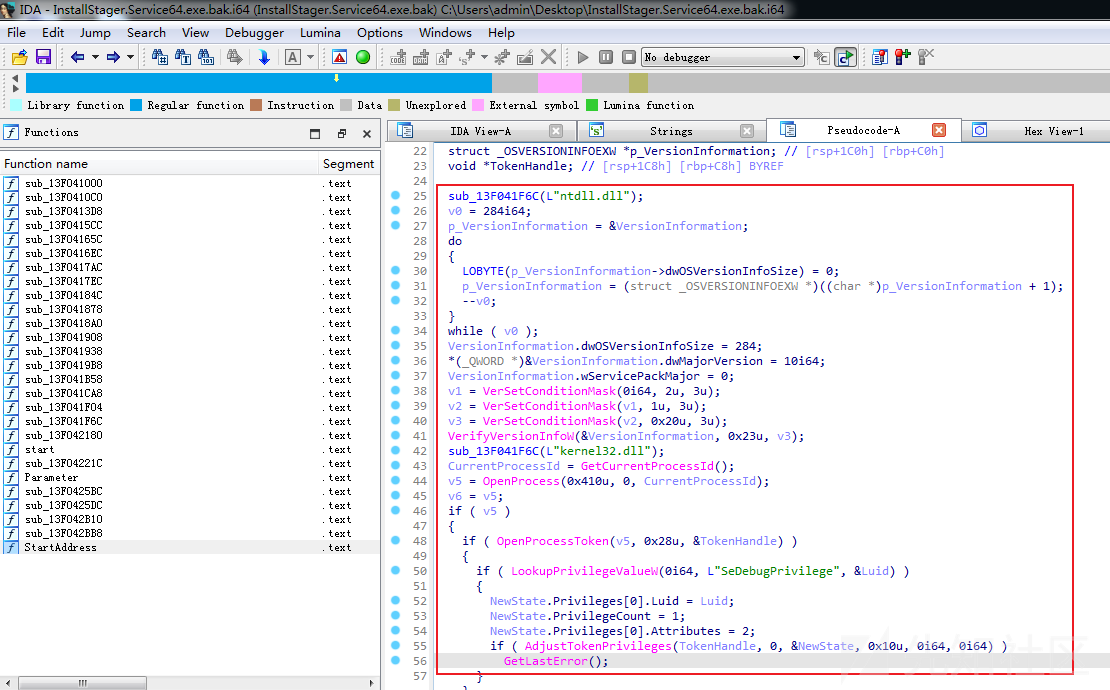 IDA - InstallStager.Service64.exe.bak.i64 (InstallStager.Service64.exe.bak) C:\Users\admin\Desktop\InstallStager.Service64.exe.bak.i64
File Edit Jump Search View Debugger Lumina Options Windows Help
No debugger
Library function Regular function Instruction Data Unexplored External symbol Lumina function
Functions
Function name Segment
sub_13F041000 .text
sub_13F0410C0 .text
sub_13F0413D8 .text
sub_13F0415CC .text
sub_13F04165C .text
sub_13F0416EC .text
sub_13F0417AC .text
sub_13F0417EC .text
sub_13F04184C .text
sub_13F041878 .text
sub_13F0418A0 .text
sub_13F041908 .text
sub_13F041938 .text
sub_13F0419B8 .text
sub_13F041B58 .text
sub_13F041CA8 .text
sub_13F041F04 .text
sub_13F041F6C .text
sub_13F042180 .text
start .text
sub_13F04221C .text
Parameter .text
sub_13F0425BC .text
sub_13F0425DC .text
sub_13F042B10 .text
sub_13F042BB8 .text
StartAddress .text
IDA View-A Strings Pseudocode-A Hex View-1
22 struct _OSVERSIONINFOEXW *p_VersionInformation; // [rsp+1C0h] [rbp+C0h]
23 void *TokenHandle; // [rsp+1C8h] [rbp+C8h] BYREF
24
25 sub_13F041F6C(L"ntdll.dll");
26 v0 = 284i64;
27 p_VersionInformation = &VersionInformation;
28 do
29 {
30 LOBYTE(p_VersionInformation->dwOSVersionInfoSize) = 0;
31 p_VersionInformation = (struct _OSVERSIONINFOEXW *)((char *)p_VersionInformation + 1);
32 --v0;
33 }
34 while ( v0 );
35 VersionInformation.dwOSVersionInfoSize = 284;
36 *(_QWORD *)&VersionInformation.dwMajorVersion = 10i64;
37 VersionInformation.wServicePackMajor = 0;
38 v1 = VerSetConditionMask(0i64, 2u, 3u);
39 v2 = VerSetConditionMask(v1, 1u, 3u);
40 v3 = VerSetConditionMask(v2, 0x20u, 3u);
41 VerifyVersionInfoW(&VersionInformation, 0x23u, v3);
42 sub_13F041F6C(L"kernel32.dll");
43 CurrentProcessId = GetCurrentProcessId();
44 v5 = OpenProcess(0x410u, 0, CurrentProcessId);
45 v6 = v5;
46 if ( v5 )
47 {
48 if ( OpenProcessToken(v5, 0x28u, &TokenHandle) )
49 {
50 if ( LookupPrivilegeValueW(0i64, L"SeDebugPrivilege", &Luid) )
51 {
52 NewState.Privileges[0].Luid = Luid;
53 NewState.PrivilegeCount = 1;
54 NewState.Privileges[0].Attributes = 2;
55 if ( AdjustTokenPrivileges(TokenHandle, 0, &NewState, 0x10u, 0i64, 0i64) )
56 GetLastError();
57 }